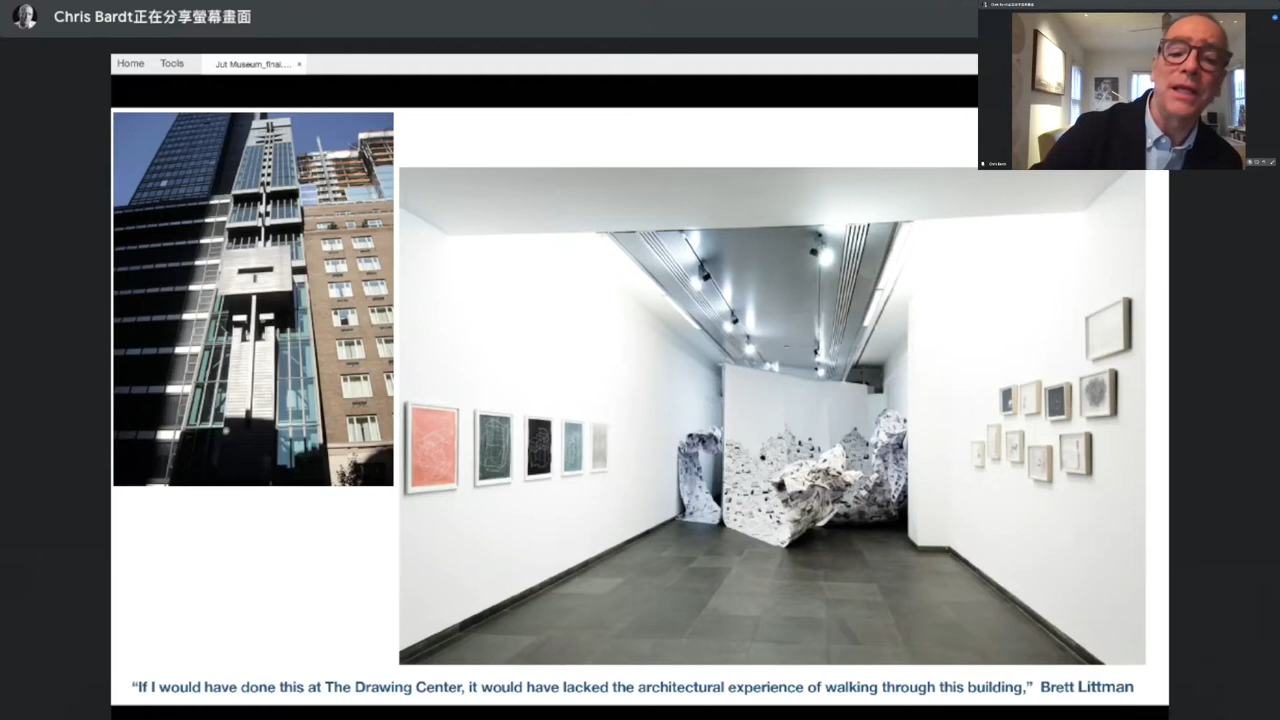 Chris Bardt正在分享螢幕畫面
Home Tools Jut Museum_final.... ×
Chris Bardt
“If I would have done this at The Drawing Center, it would have lacked the architectural experience of walking through this building,” Brett Littman